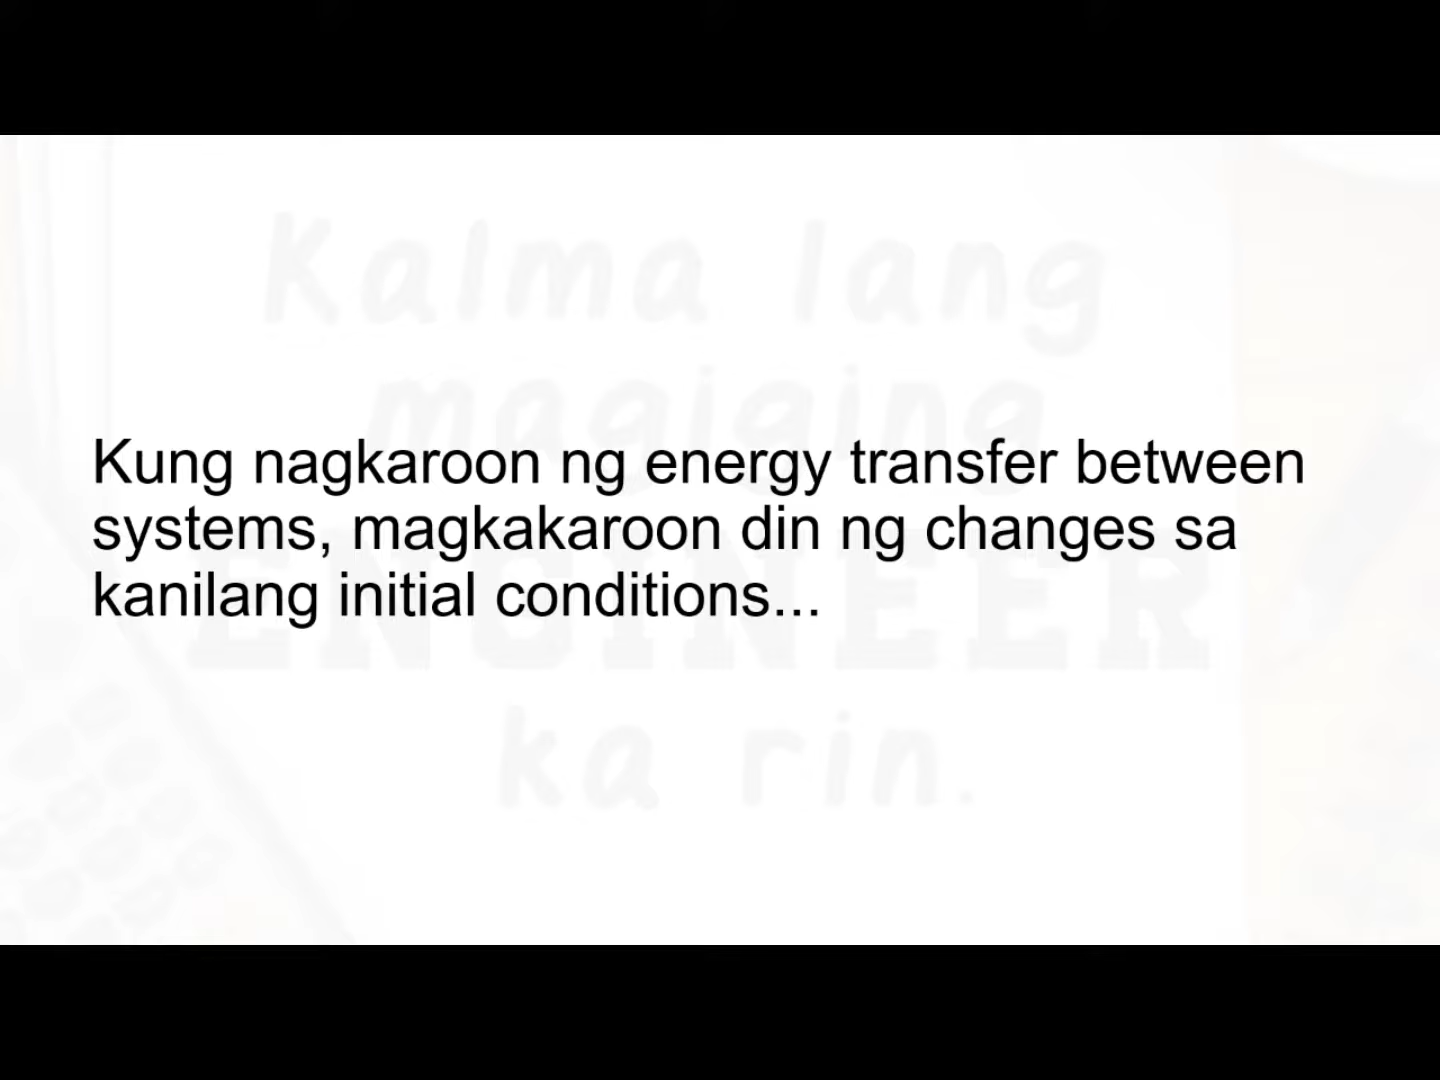 Kalma lang
magiging
ENGINEER
ka rin.
Kung nagkaroon ng energy transfer between
systems, magkakaroon din ng changes sa
kanilang initial conditions...